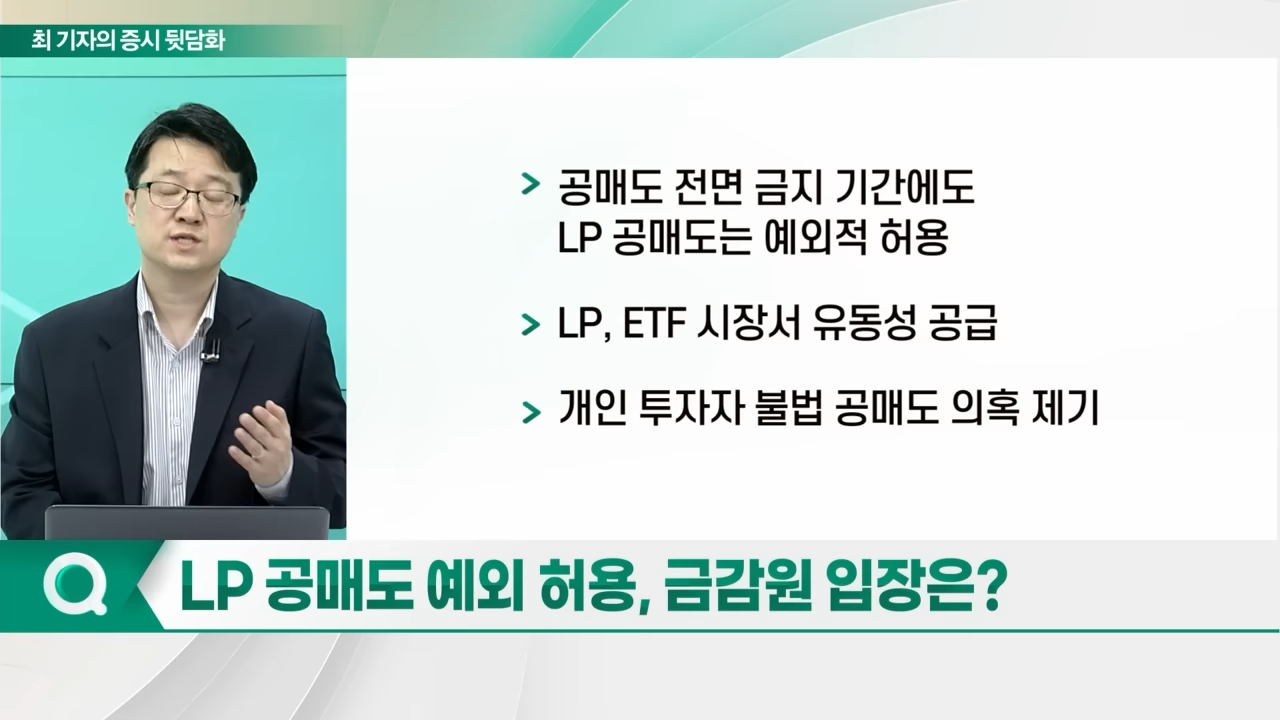 최 기자의 증시 뒷담화
> 공매도 전면 금지 기간에도
LP 공매도는 예외적 허용
> LP, ETF 시장서 유동성 공급
> 개인 투자자 불법 공매도 의혹 제기
LP 공매도 예외 허용, 금감원 입장은?